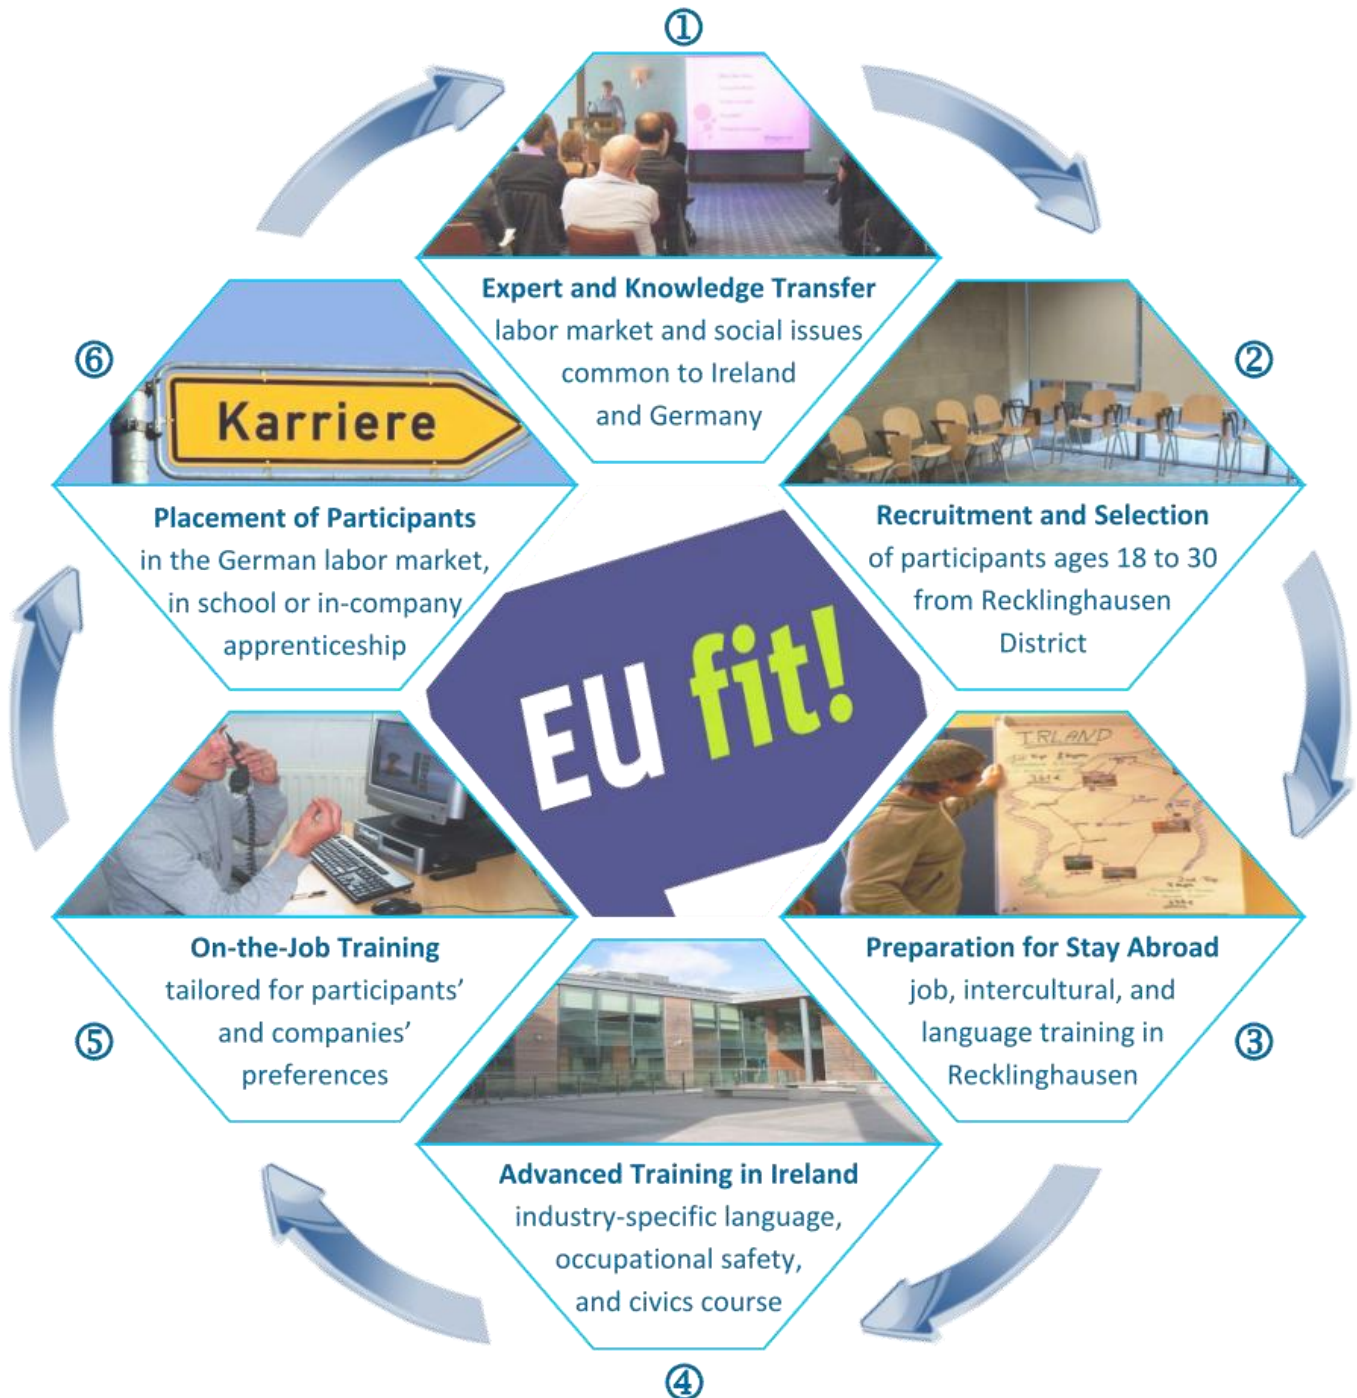 ①
Expert and Knowledge Transfer
labor market and social issues
common to Ireland
and Germany
②
Recruitment and Selection
of participants ages 18 to 30
from Recklinghausen
District
IRLAND
③
Preparation for Stay Abroad
job, intercultural, and
language training in
Recklinghausen
④
Advanced Training in Ireland
industry-specific language,
occupational safety,
and civics course
⑤
On-the-Job Training
tailored for participants’
and companies’
preferences
⑥
Karriere
Placement of Participants
in the German labor market,
in school or in-company
apprenticeship
EU fit!